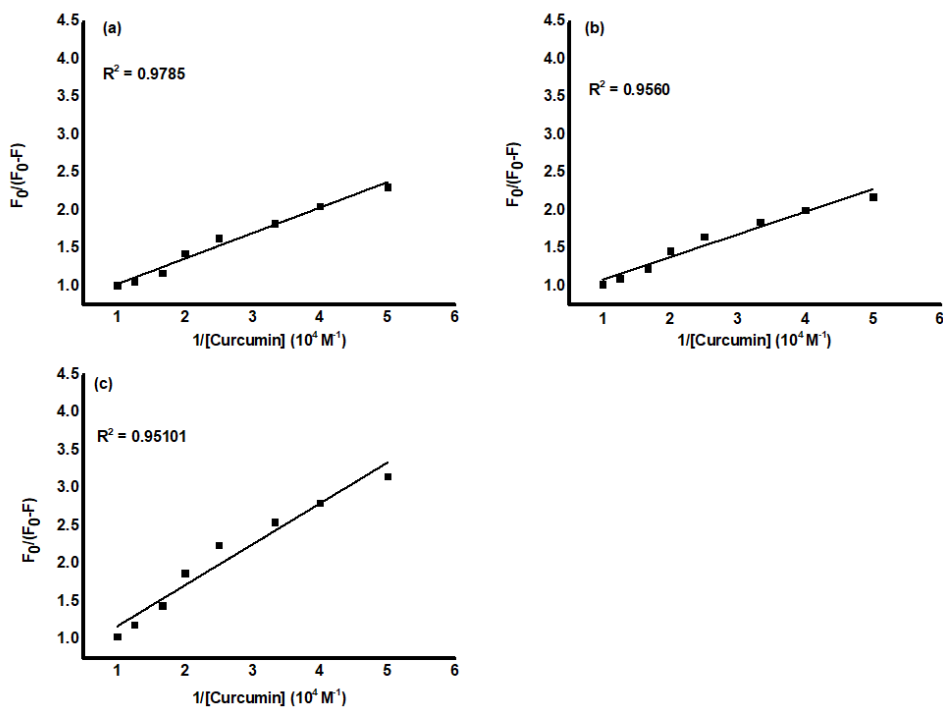 (a)
R² = 0.9785
4.5
4.0
3.5
3.0
2.5
2.0
1.5
1.0
F₀/(F₀-F)
1 2 3 4 5 6
1/[Curcumin] (10⁴ M⁻¹)
(b)
R² = 0.9560
4.5
4.0
3.5
3.0
2.5
2.0
1.5
1.0
F₀/(F₀-F)
1 2 3 4 5 6
1/[Curcumin] (10⁴ M⁻¹)
(c)
R² = 0.95101
4.5
4.0
3.5
3.0
2.5
2.0
1.5
1.0
F₀/(F₀-F)
1 2 3 4 5 6
1/[Curcumin] (10⁴ M⁻¹)